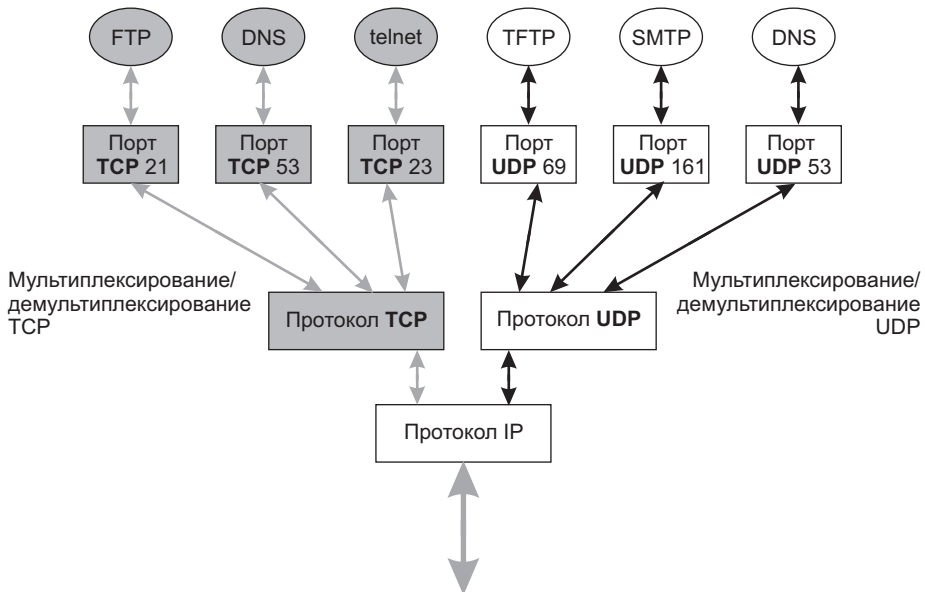 FTP
DNS
telnet
TFTP
SMTP
DNS
Порт
TCP 21
Порт
TCP 53
Порт
TCP 23
Порт
UDP 69
Порт
UDP 161
Порт
UDP 53
Мультиплексирование/
демультиплексирование
TCP
Мультиплексирование/
демультиплексирование
UDP
Протокол TCP
Протокол UDP
Протокол IP